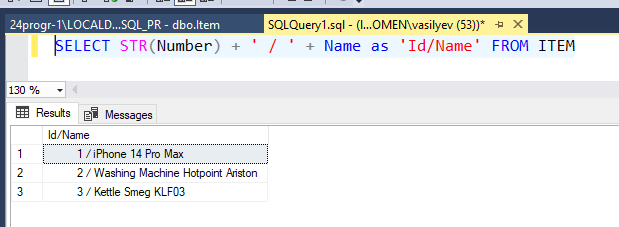 24progr-1\LOCALD...SQL_PR - dbo.Item SQLQuery1.sql - (l...OMEN\vasilyev (53))*
SELECT STR(Number) + ' / ' + Name as 'Id/Name' FROM ITEM
130 %
Results Messages
Id/Name
1 1 / iPhone 14 Pro Max
2 2 / Washing Machine Hotpoint Ariston
3 3 / Kettle Smeg KLF03